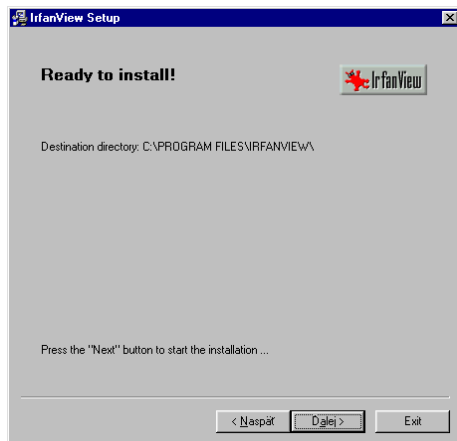 IrfanView Setup
Ready to install!
IrfanView
Destination directory: C:\PROGRAM FILES\IRFANVIEW\
Press the "Next" button to start the installation ...
< Naspäť
Ďalej >
Exit